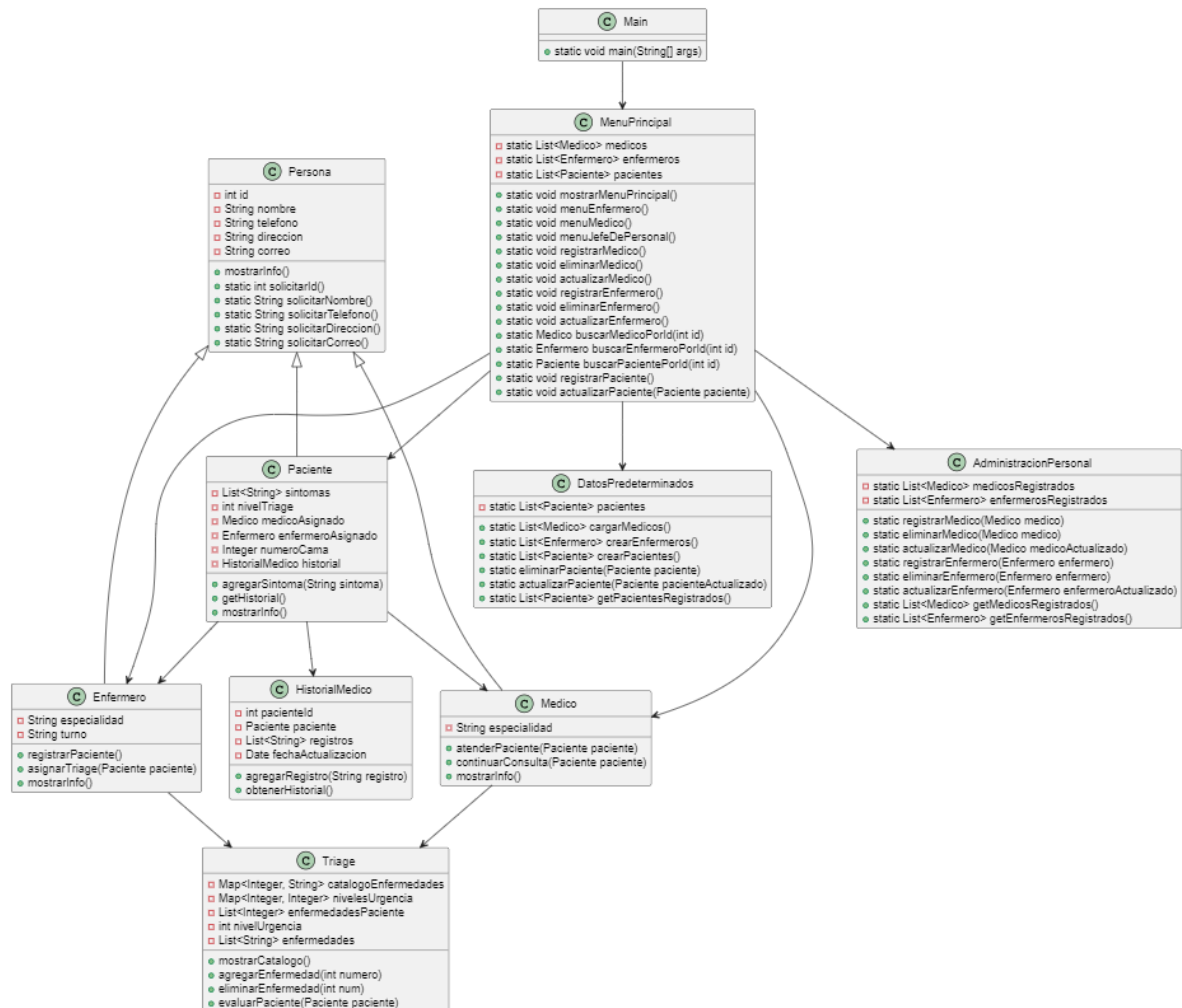 C Main
static void main(String[] args)
C MenuPrincipal
static List<Medico> medicos
static List<Enfermero> enfermeros
static List<Paciente> pacientes
static void mostrarMenuPrincipal()
static void menuEnfermero()
static void menuMedico()
static void menuJefeDePersonal()
static void registrarMedico()
static void eliminarMedico()
static void actualizarMedico()
static void registrarEnfermero()
static void eliminarEnfermero()
static void actualizarEnfermero()
static Medico buscarMedicoPorId(int id)
static Enfermero buscarEnfermeroPorId(int id)
static Paciente buscarPacientePorId(int id)
static void registrarPaciente()
static void actualizarPaciente(Paciente paciente)
C Persona
int id
String nombre
String telefono
String direccion
String correo
mostrarInfo()
static int solicitarId()
static String solicitarNombre()
static String solicitarTelefono()
static String solicitarDireccion()
static String solicitarCorreo()
C Paciente
List<String> sintomas
int nivelTriage
Medico medicoAsignado
Enfermero enfermeroAsignado
Integer numeroCama
HistorialMedico historial
agregarSintoma(String sintoma)
getHistorial()
mostrarInfo()
C DatosPredeterminados
static List<Paciente> pacientes
static List<Medico> cargarMedicos()
static List<Enfermero> crearEnfermeros()
static List<Paciente> crearPacientes()
static eliminarPaciente(Paciente paciente)
static actualizarPaciente(Paciente pacienteActualizado)
static List<Paciente> getPacientesRegistrados()
C AdministracionPersonal
static List<Medico> medicosRegistrados
static List<Enfermero> enfermerosRegistrados
static registrarMedico(Medico medico)
static eliminarMedico(Medico medico)
static actualizarMedico(Medico medicoActualizado)
static registrarEnfermero(Enfermero enfermero)
static eliminarEnfermero(Enfermero enfermero)
static actualizarEnfermero(Enfermero enfermeroActualizado)
static List<Medico> getMedicosRegistrados()
static List<Enfermero> getEnfermerosRegistrados()
C Enfermero
String especialidad
String turno
registrarPaciente()
asignarTriage(Paciente paciente)
mostrarInfo()
C HistorialMedico
int pacienteId
Paciente paciente
List<String> registros
Date fechaActualizacion
agregarRegistro(String registro)
obtenerHistorial()
C Medico
String especialidad
atenderPaciente(Paciente paciente)
continuarConsulta(Paciente paciente)
mostrarInfo()
C Triage
Map<Integer, String> catalogoEnfermedades
Map<Integer, Integer> nivelesUrgencia
List<Integer> enfermedadesPaciente
int nivelUrgencia
List<String> enfermedades
mostrarCatalogo()
agregarEnfermedad(int numero)
eliminarEnfermedad(int num)
evaluarPaciente(Paciente paciente)